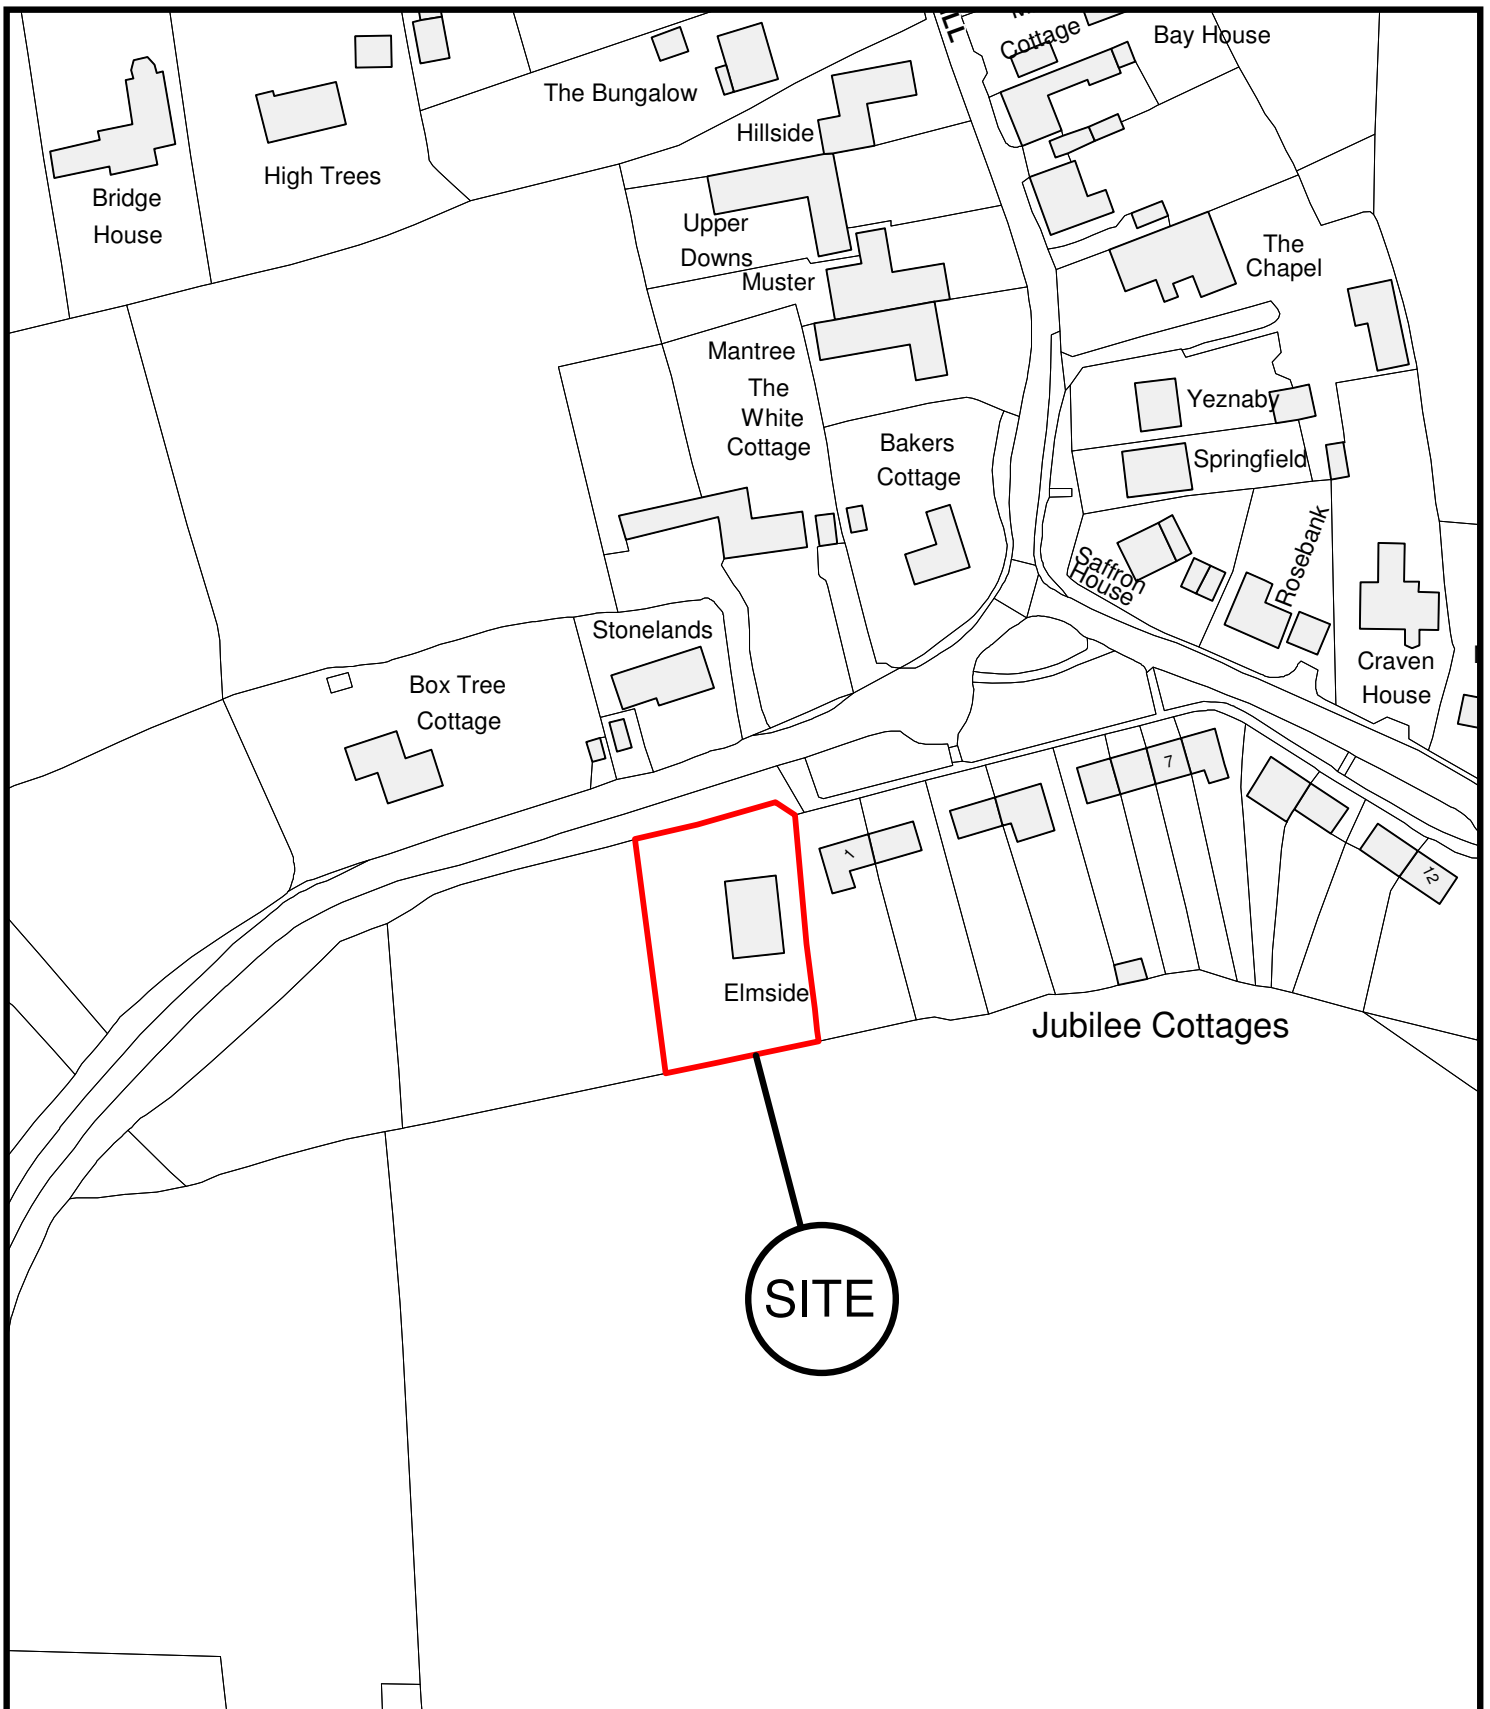 Cottage
Bay House
The Bungalow
Hillside
High Trees
Bridge
House
Upper
Downs
The
Chapel
Muster
Mantree
The
White
Cottage
Yeznaby
Bakers
Cottage
Springfield
Rosebank
Saffron
House
Stonelands
Craven
House
Box Tree
Cottage
7
1
12
Elmside
Jubilee Cottages
SITE